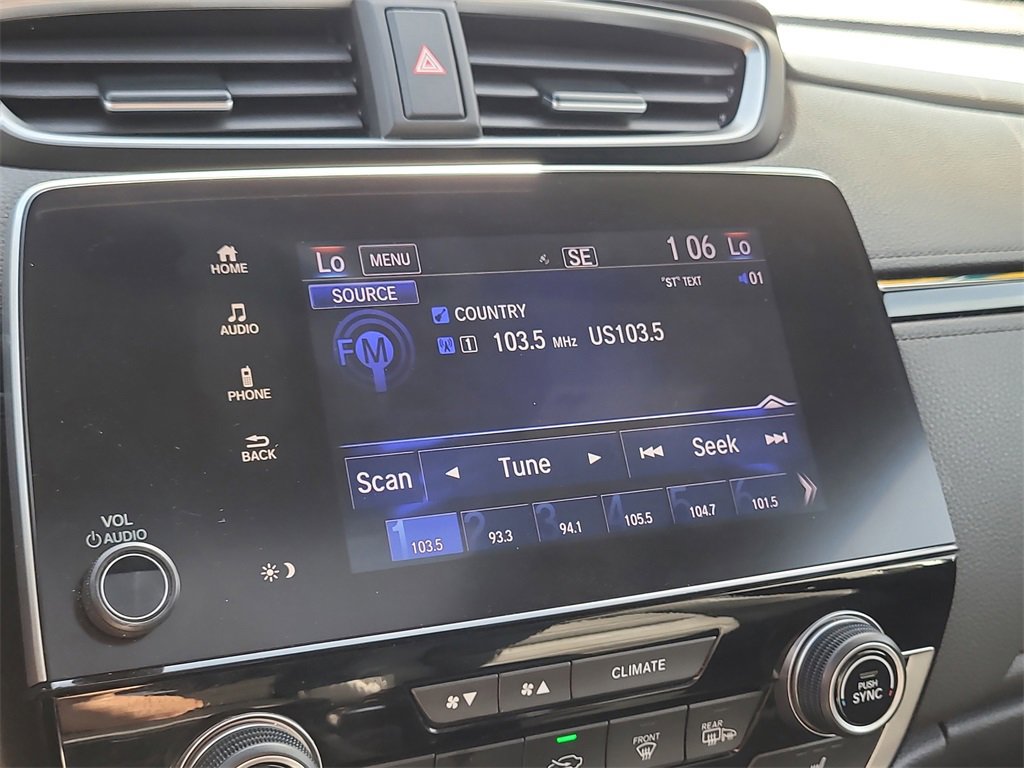 Lo MENU SE 1 06 Lo
HOME
SOURCE "ST" TEXT 01
COUNTRY
AUDIO
FM 1 103.5 MHz US103.5
PHONE
BACK
Scan Tune Seek
1 103.5 2 93.3 3 94.1 4 105.5 5 104.7 6 101.5
VOL
AUDIO
CLIMATE
PUSH
SYNC
FRONT
REAR